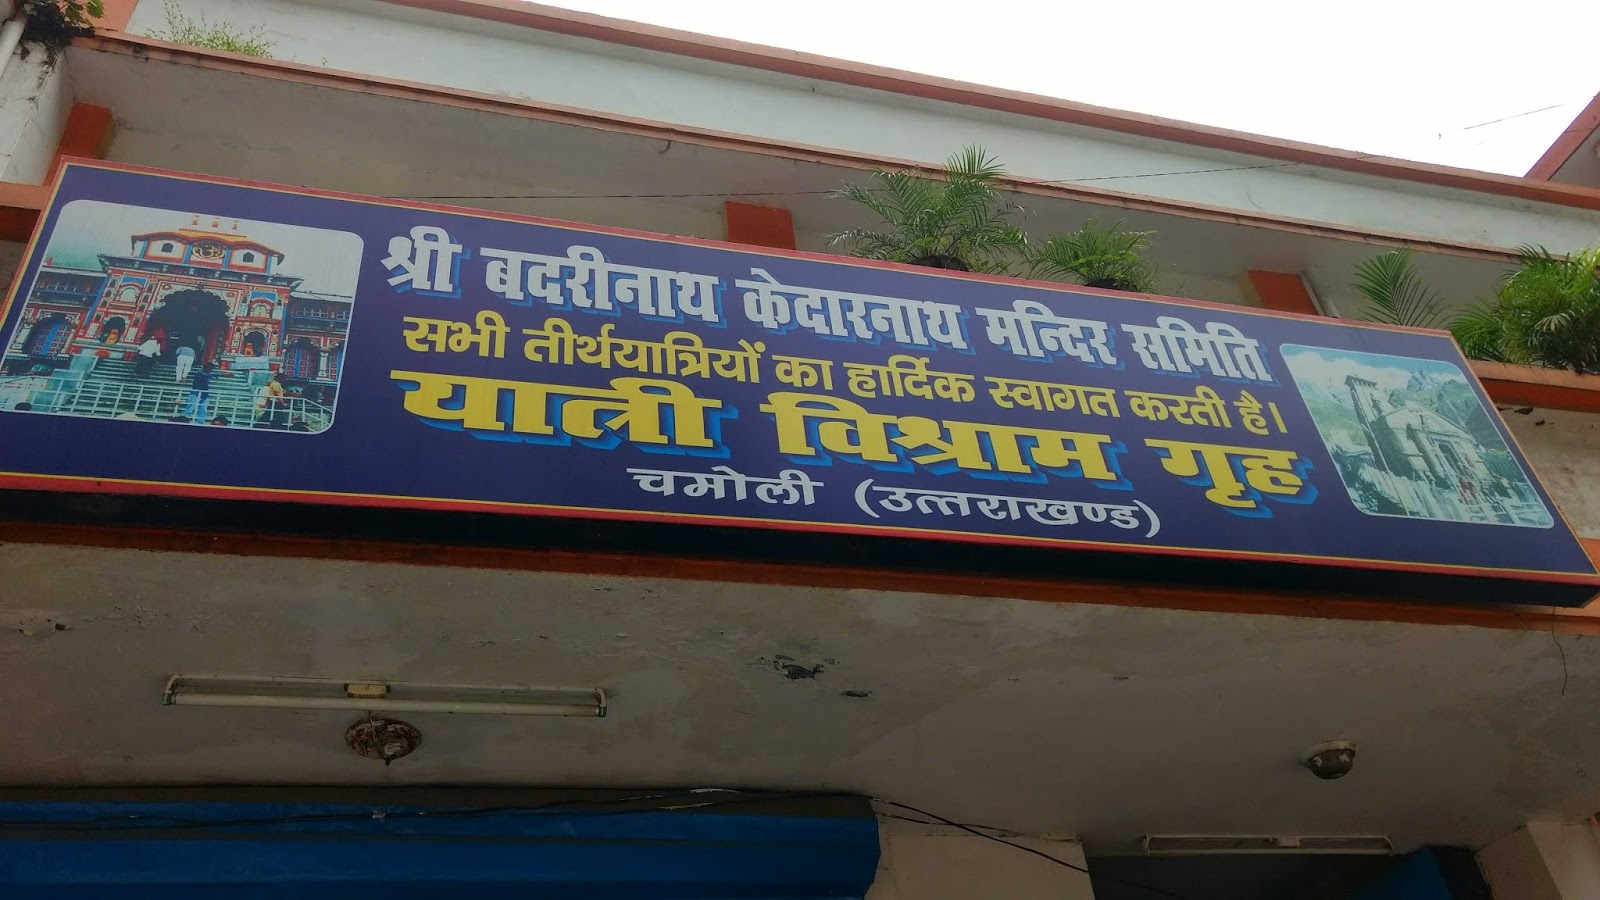 श्री बदरीनाथ केदारनाथ मन्दिर समिति
सभी तीर्थयात्रियों का हार्दिक स्वागत करती है।
यात्री विश्राम गृह
चमोली (उत्तराखण्ड)